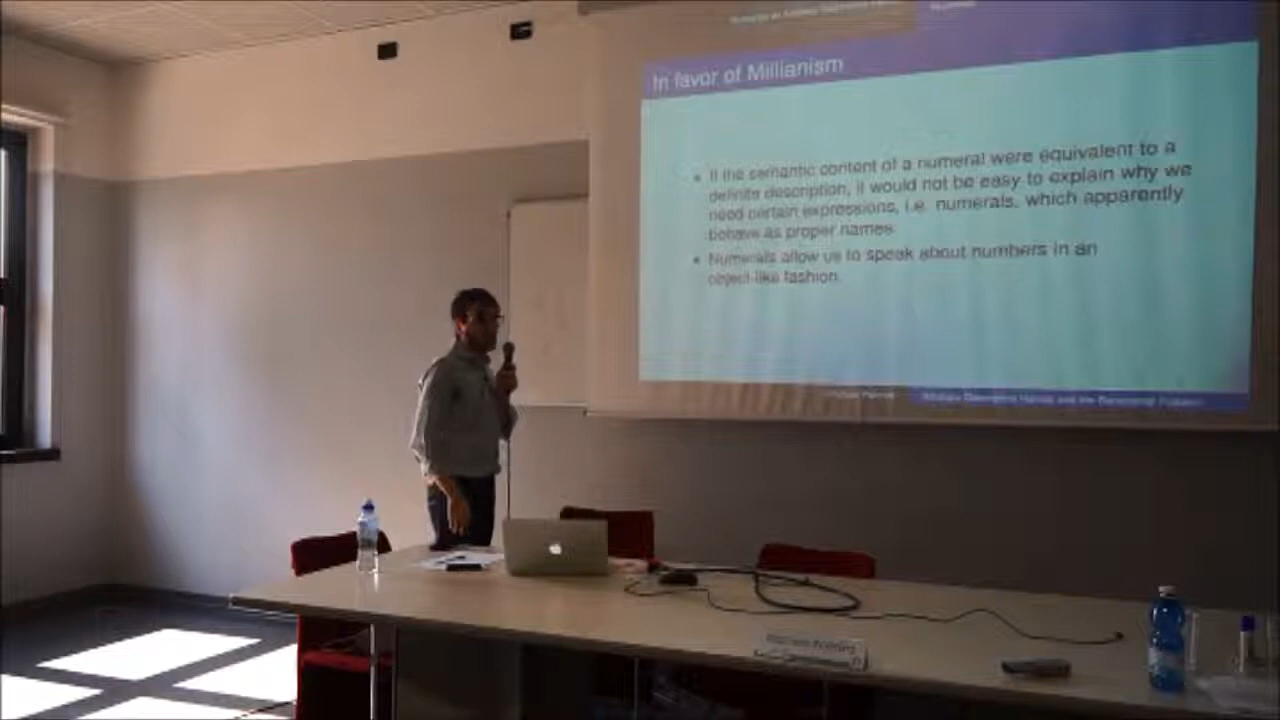 In favor of Millianism
If the semantic content of a numeral were equivalent to a
definite description, it would not be easy to explain why we
need certain expressions, i.e. numerals, which apparently
behave as proper names.
Numerals allow us to speak about numbers in an
object-like fashion.